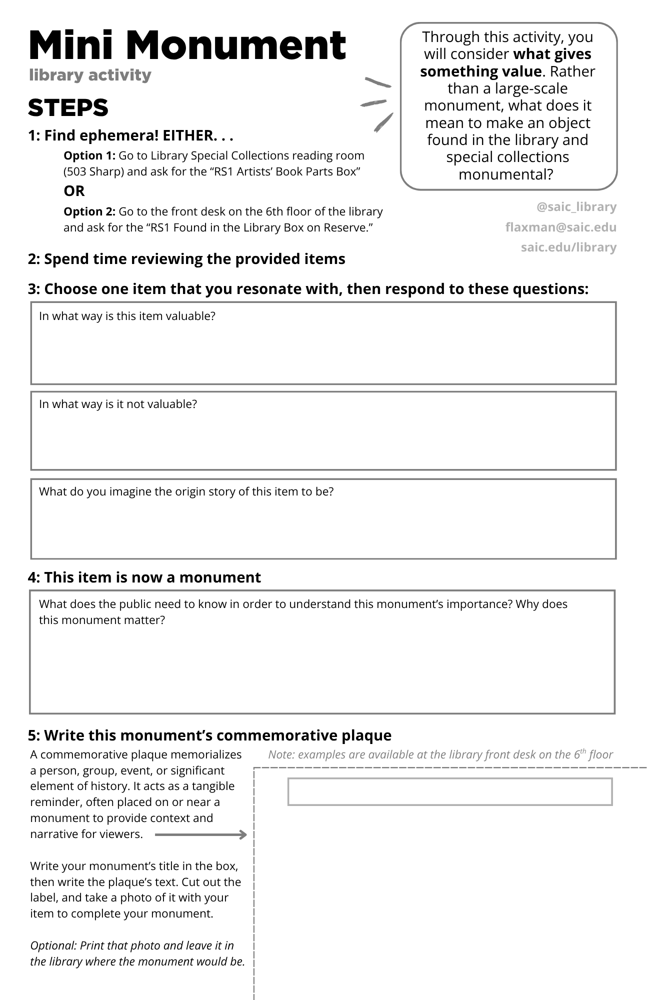 Mini Monument
library activity
Through this activity, you
will consider what gives
something value. Rather
than a large-scale
monument, what does it
mean to make an object
found in the library and
special collections
monumental?
@saic_library
flaxman@saic.edu
saic.edu/library
STEPS
1: Find ephemera! EITHER. . .
Option 1: Go to Library Special Collections reading room
(503 Sharp) and ask for the “RS1 Artists’ Book Parts Box”
OR
Option 2: Go to the front desk on the 6th floor of the library
and ask for the “RS1 Found in the Library Box on Reserve.”
2: Spend time reviewing the provided items
3: Choose one item that you resonate with, then respond to these questions:
In what way is this item valuable?
In what way is it not valuable?
What do you imagine the origin story of this item to be?
4: This item is now a monument
What does the public need to know in order to understand this monument’s importance? Why does
this monument matter?
5: Write this monument’s commemorative plaque
A commemorative plaque memorializes
a person, group, event, or significant
element of history. It acts as a tangible
reminder, often placed on or near a
monument to provide context and
narrative for viewers.
Write your monument’s title in the box,
then write the plaque’s text. Cut out the
label, and take a photo of it with your
item to complete your monument.
Optional: Print that photo and leave it in
the library where the monument would be.
Note: examples are available at the library front desk on the 6th floor